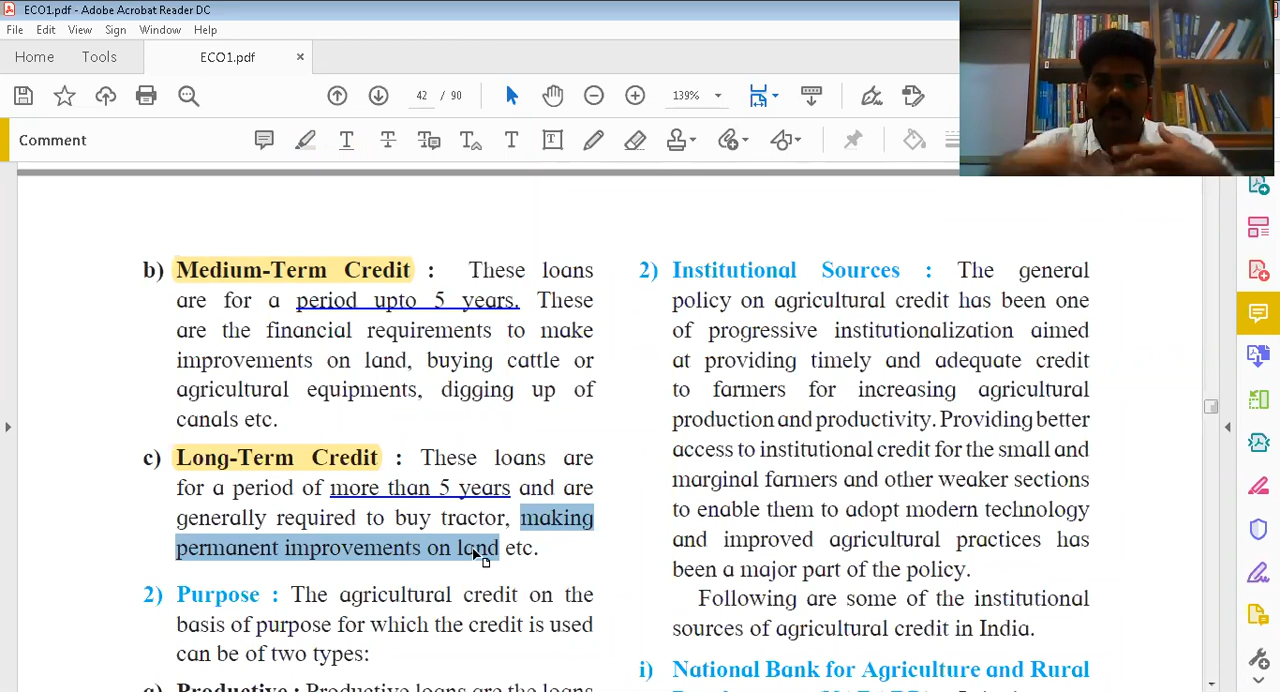 ECO1.pdf - Adobe Acrobat Reader DC
File Edit View Sign Window Help
Home Tools ECO1.pdf ×
42 / 90 139%
Comment
b) Medium-Term Credit : These loans
are for a period upto 5 years. These
are the financial requirements to make
improvements on land, buying cattle or
agricultural equipments, digging up of
canals etc.
c) Long-Term Credit : These loans are
for a period of more than 5 years and are
generally required to buy tractor, making
permanent improvements on land etc.
2) Purpose : The agricultural credit on the
basis of purpose for which the credit is used
can be of two types:
a) Productive : Productive loans are the loans
2) Institutional Sources : The general
policy on agricultural credit has been one
of progressive institutionalization aimed
at providing timely and adequate credit
to farmers for increasing agricultural
production and productivity. Providing better
access to institutional credit for the small and
marginal farmers and other weaker sections
to enable them to adopt modern technology
and improved agricultural practices has
been a major part of the policy.
Following are some of the institutional
sources of agricultural credit in India.
i) National Bank for Agriculture and Rural